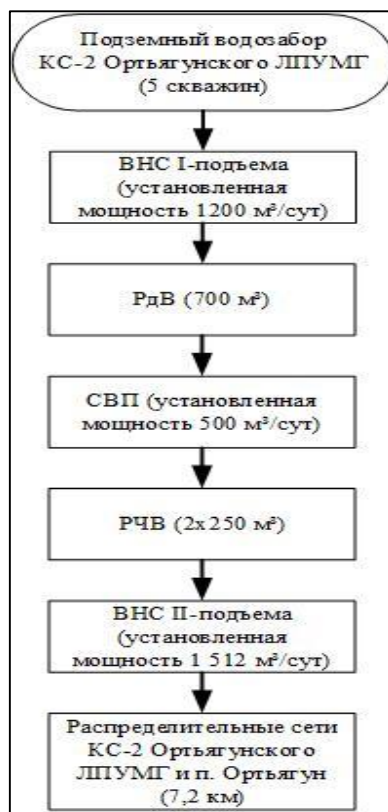 Подземный водозабор
КС-2 Ортьягунского ЛПУМГ
(5 скважин)
ВНС I-подъема
(установленная
мощность 1200 м³/сут)
РдВ (700 м³)
СВП (установленная
мощность 500 м³/сут)
РЧВ (2х250 м³)
ВНС II-подъема
(установленная
мощность 1 512 м³/сут)
Распределительные сети
КС-2 Ортьягунского
ЛПУМГ и п. Ортьягун
(7,2 км)